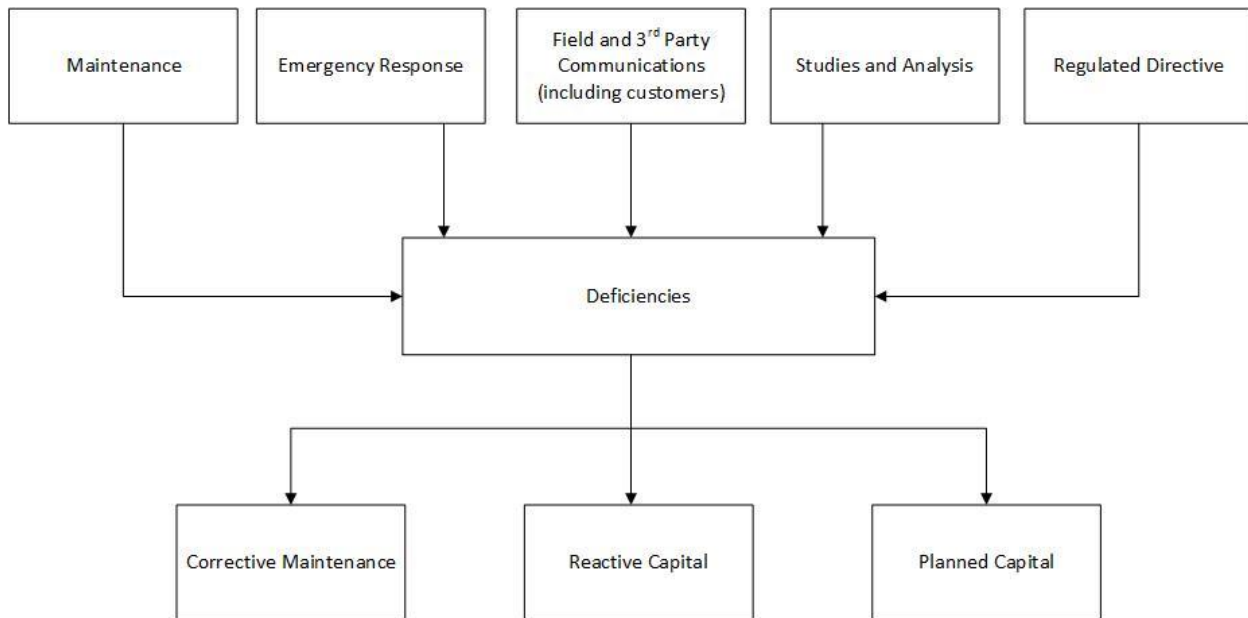 Maintenance
Emergency Response
Field and 3rd Party
Communications
(including customers)
Studies and Analysis
Regulated Directive
Deficiencies
Corrective Maintenance
Reactive Capital
Planned Capital